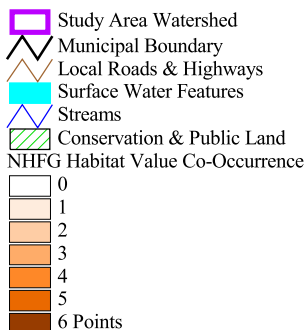 Study Area Watershed
Municipal Boundary
Local Roads & Highways
Surface Water Features
Streams
Conservation & Public Land
NHFG Habitat Value Co-Occurrence
0
1
2
3
4
5
6 Points